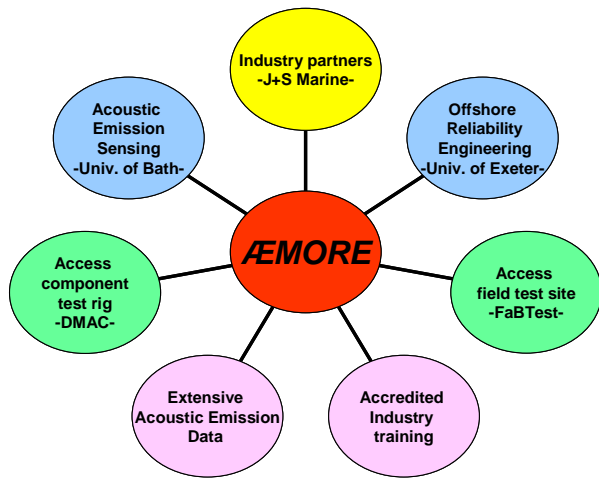 Industry partners
-J+S Marine-
Acoustic
Emission
Sensing
-Univ. of Bath-
Offshore
Reliability
Engineering
-Univ. of Exeter-
ÆMORE
Access
component
test rig
-DMAC-
Access
field test site
-FaBTest-
Extensive
Acoustic Emission
Data
Accredited
Industry
training